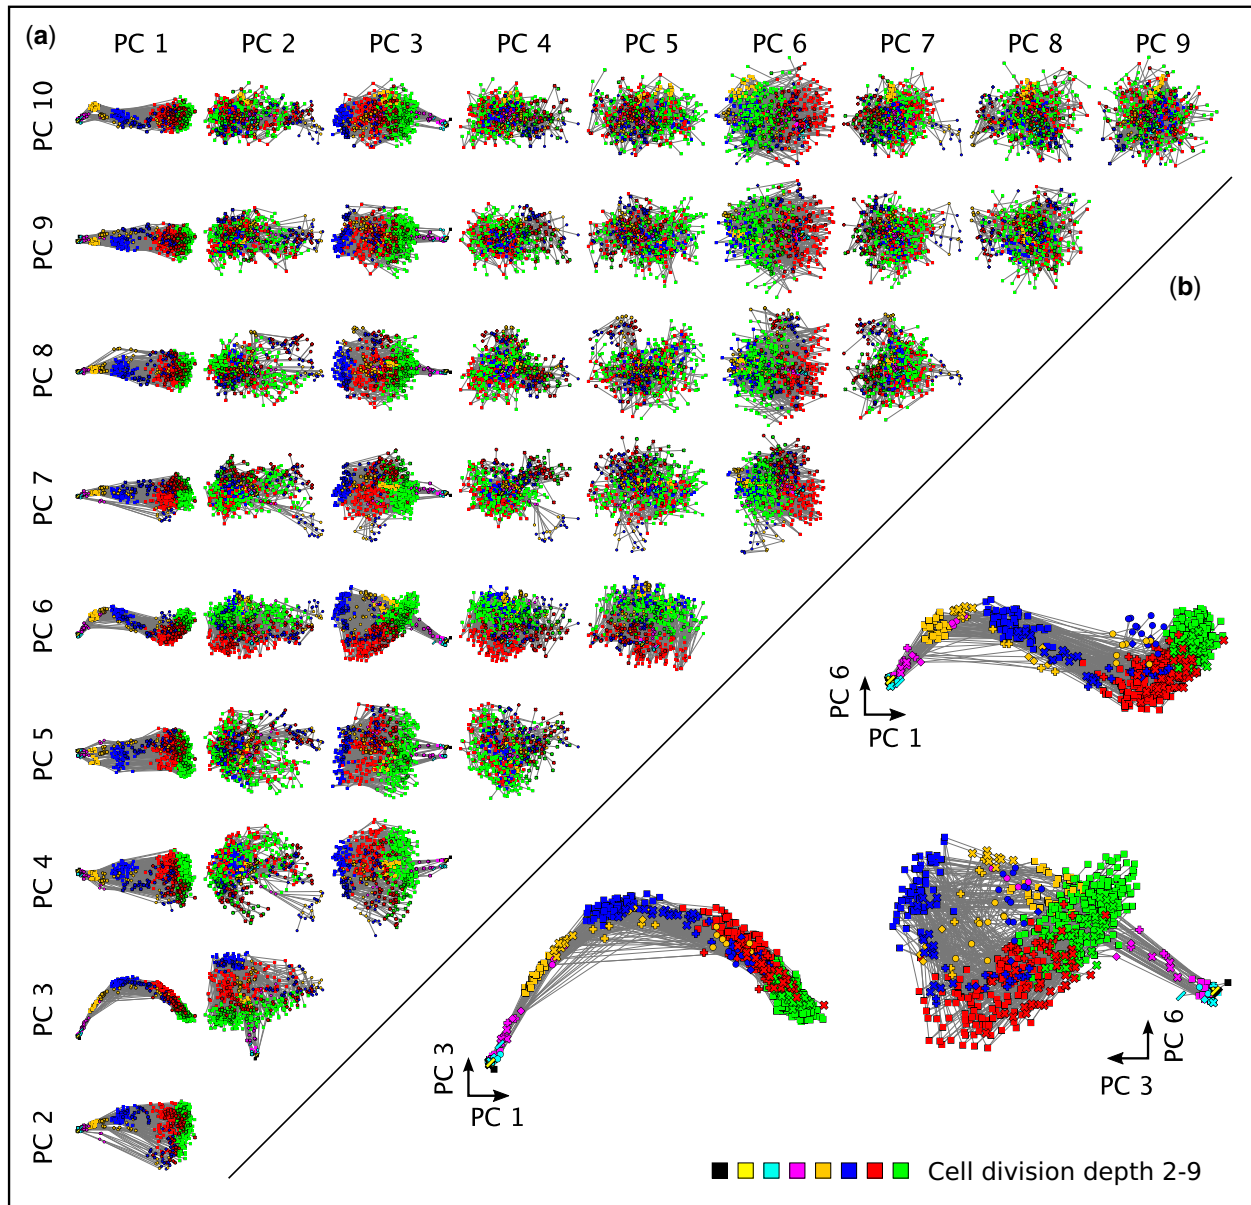 (a)
PC 1 PC 2 PC 3 PC 4 PC 5 PC 6 PC 7 PC 8 PC 9
PC 10
PC 9
PC 8
PC 7
PC 6
PC 5
PC 4
PC 3
PC 2
(b)
PC 6
PC 1
PC 3
PC 1
PC 6
PC 3
Cell division depth 2-9